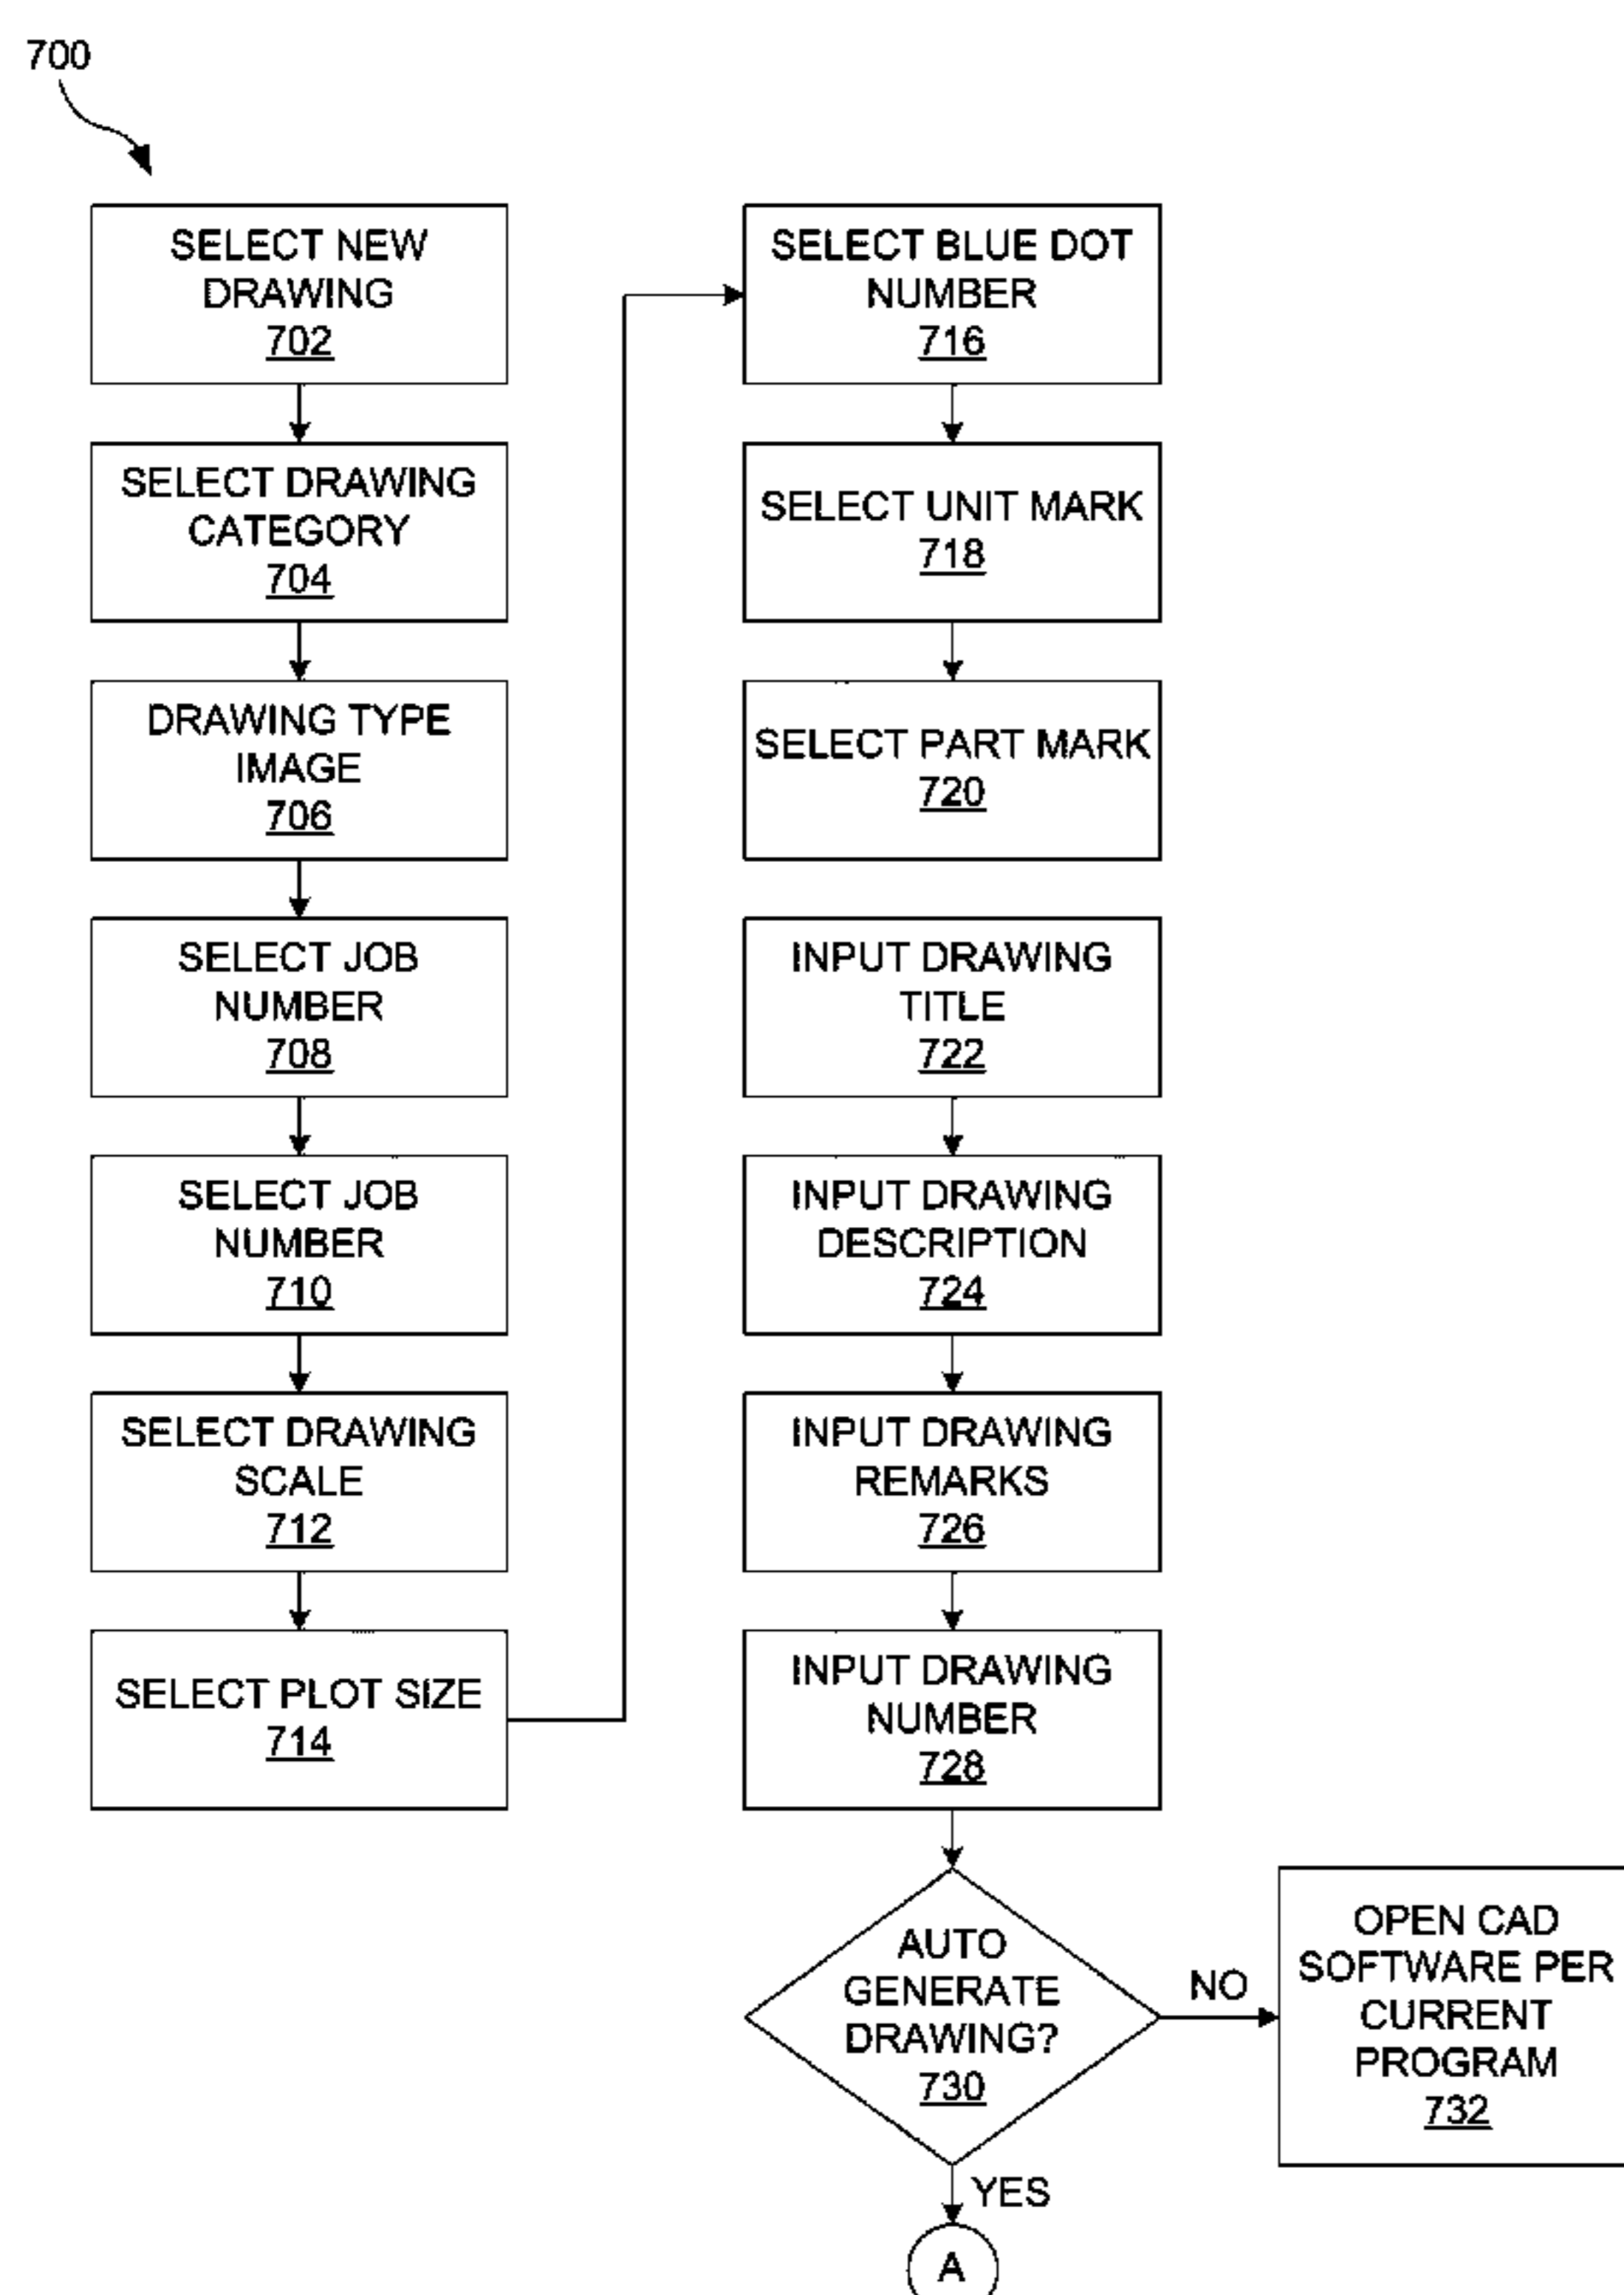 700
SELECT NEW
DRAWING
702
SELECT DRAWING
CATEGORY
704
DRAWING TYPE
IMAGE
706
SELECT JOB
NUMBER
708
SELECT JOB
NUMBER
710
SELECT DRAWING
SCALE
712
SELECT PLOT SIZE
714
SELECT BLUE DOT
NUMBER
716
SELECT UNIT MARK
718
SELECT PART MARK
720
INPUT DRAWING
TITLE
722
INPUT DRAWING
DESCRIPTION
724
INPUT DRAWING
REMARKS
726
INPUT DRAWING
NUMBER
728
AUTO
GENERATE
DRAWING?
730
NO
OPEN CAD
SOFTWARE PER
CURRENT
PROGRAM
732
YES
A